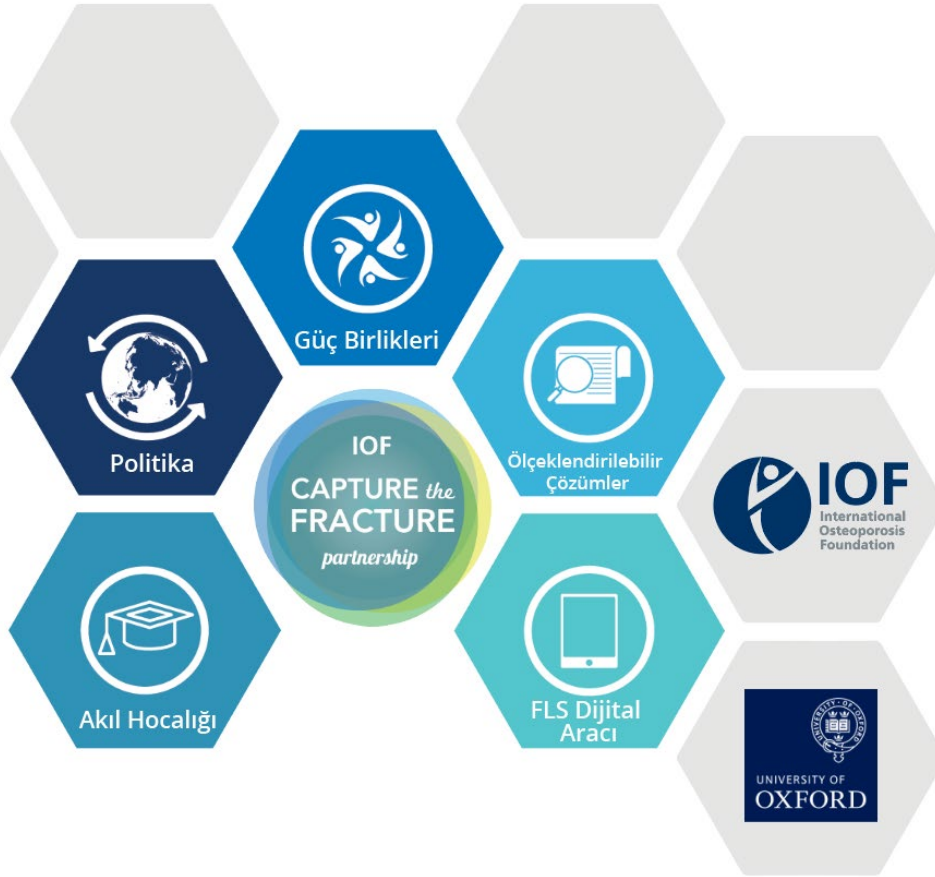 Güç Birlikleri
Politika
Ölçeklendirilebilir
Çözümler
IOF
CAPTURE the
FRACTURE
partnership
IOF
International
Osteoporosis
Foundation
Akıl Hocalığı
FLS Dijital
Aracı
UNIVERSITY OF
OXFORD